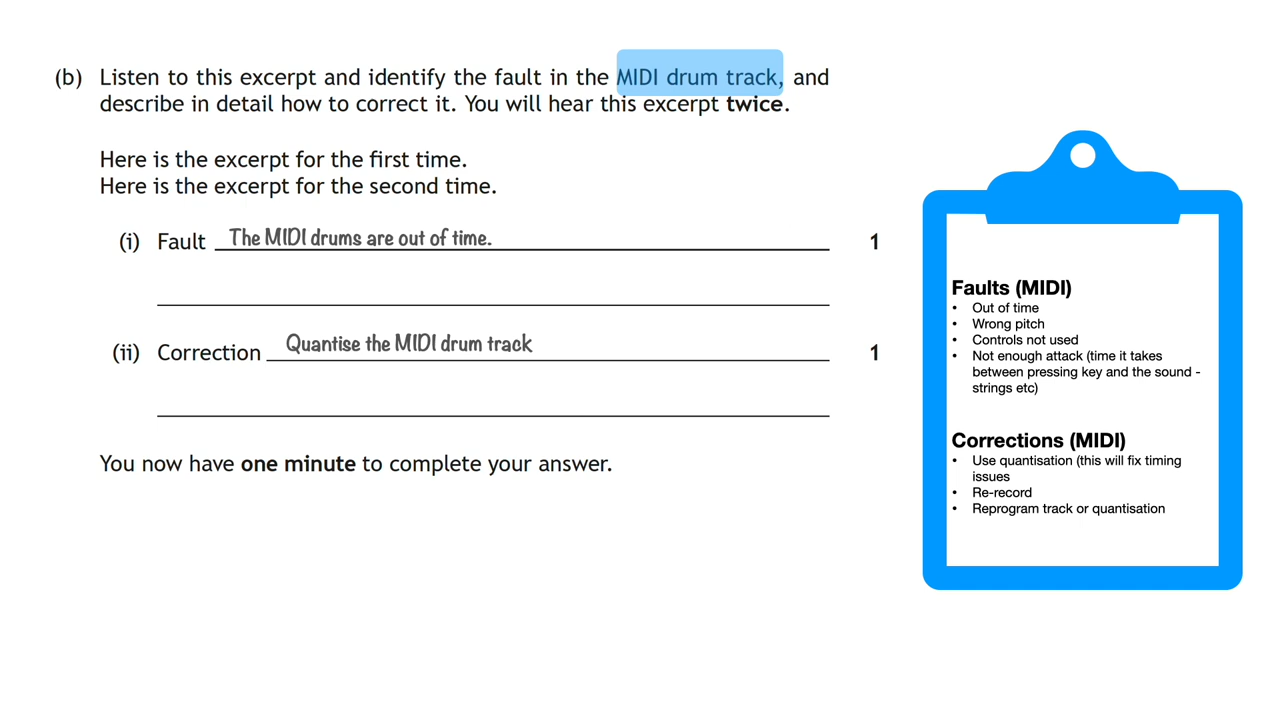 (b) Listen to this excerpt and identify the fault in the MIDI drum track, and
describe in detail how to correct it. You will hear this excerpt twice.
Here is the excerpt for the first time.
Here is the excerpt for the second time.
(i) Fault The MIDI drums are out of time. 1
(ii) Correction Quantise the MIDI drum track 1
You now have one minute to complete your answer.
Faults (MIDI)
• Out of time
• Wrong pitch
• Controls not used
• Not enough attack (time it takes
between pressing key and the sound -
strings etc)
Corrections (MIDI)
• Use quantisation (this will fix timing
issues
• Re-record
• Reprogram track or quantisation